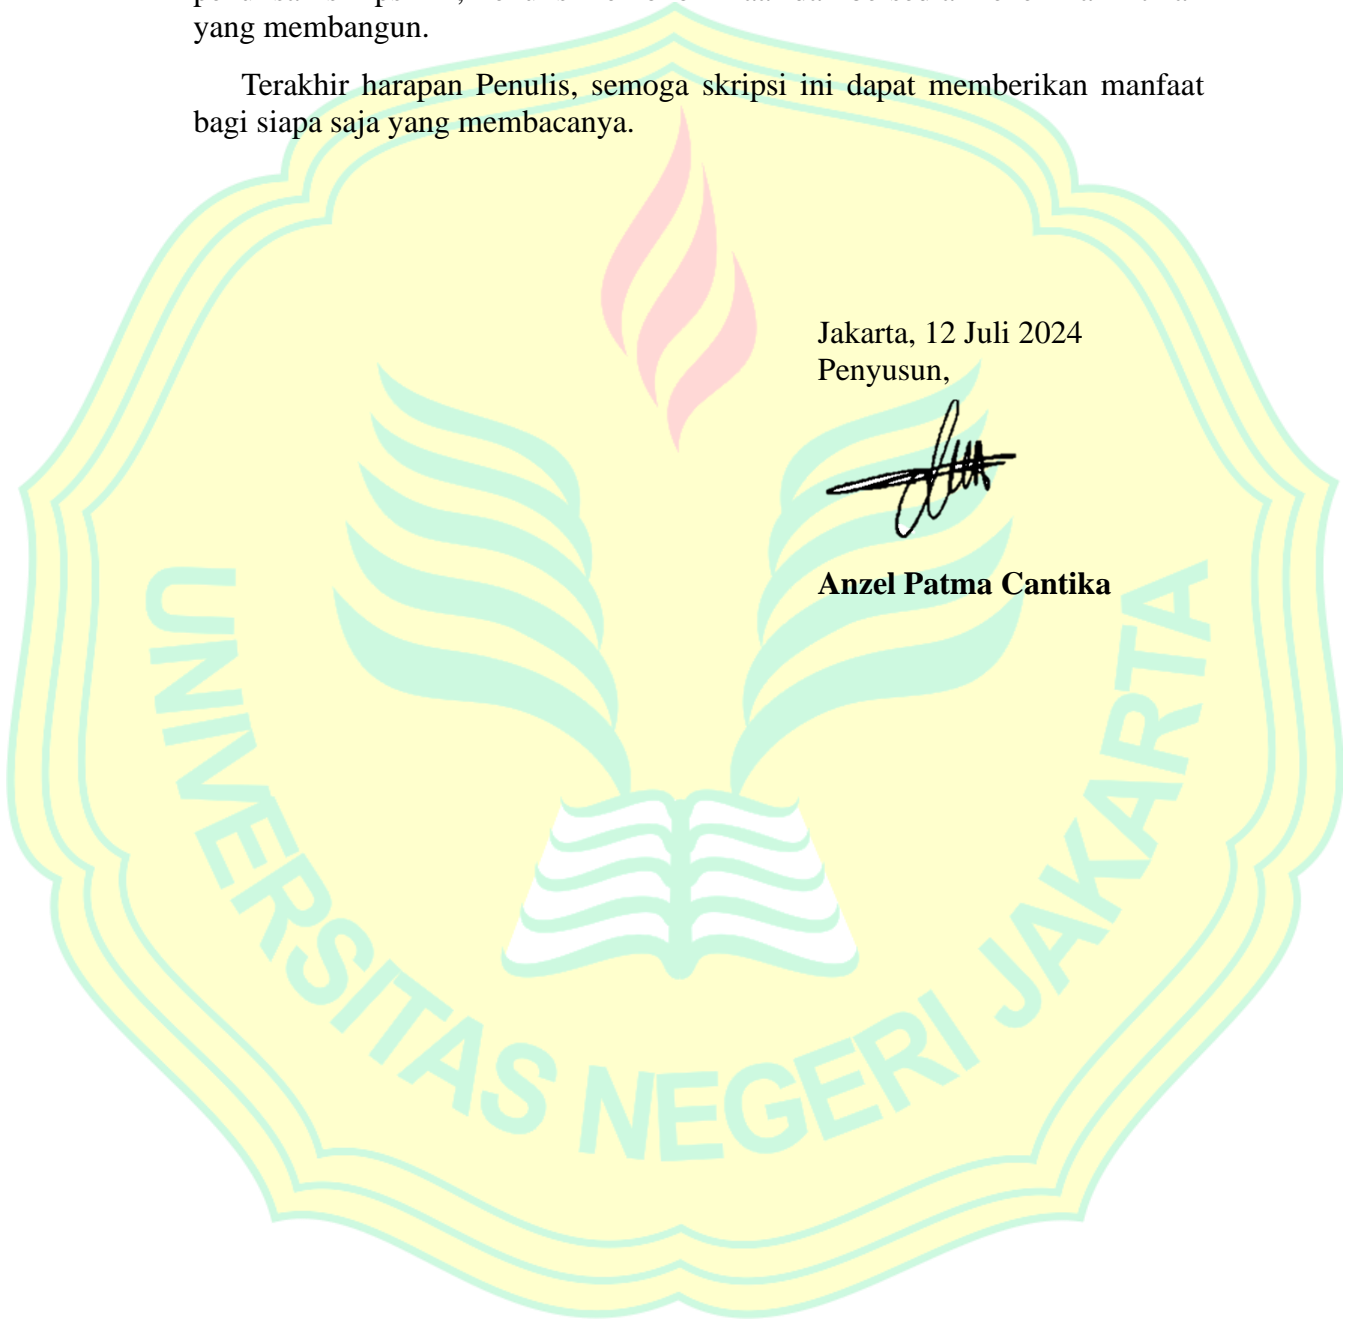 yang membangun.
Terakhir harapan Penulis, semoga skripsi ini dapat memberikan manfaat
bagi siapa saja yang membacanya.
Jakarta, 12 Juli 2024
Penyusun,
Anzel Patma Cantika
UNIVERSITAS NEGERI JAKARTA